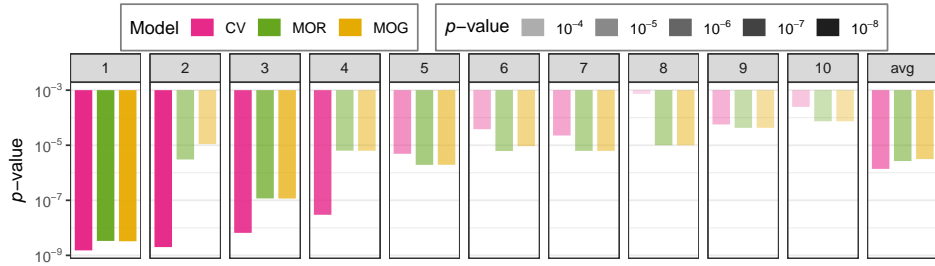 Model CV MOR MOG p−value 10⁻⁴ 10⁻⁵ 10⁻⁶ 10⁻⁷ 10⁻⁸
1 2 3 4 5 6 7 8 9 10 avg
10⁻³
10⁻⁵
10⁻⁷
10⁻⁹
p−value